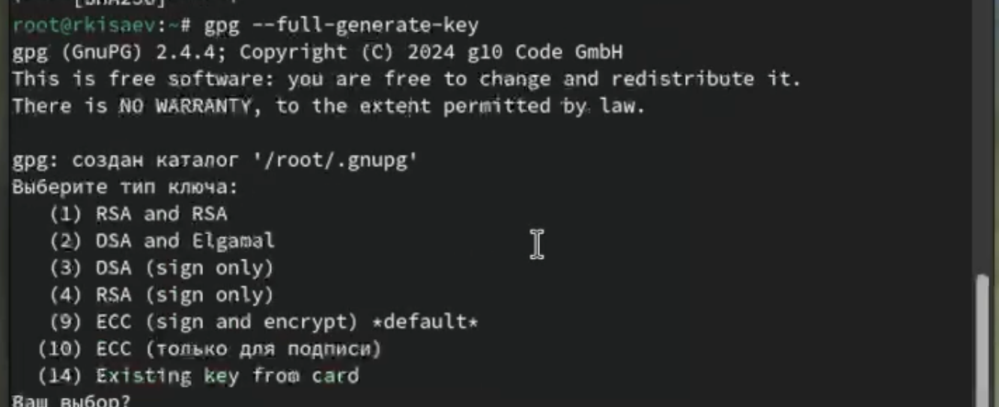 [SHA256]
root@rkisaev:~# gpg --full-generate-key
gpg (GnuPG) 2.4.4; Copyright (C) 2024 g10 Code GmbH
This is free software: you are free to change and redistribute it.
There is NO WARRANTY, to the extent permitted by law.
gpg: создан каталог '/root/.gnupg'
Выберите тип ключа:
(1) RSA and RSA
(2) DSA and Elgamal
(3) DSA (sign only)
(4) RSA (sign only)
(9) ECC (sign and encrypt) *default*
(10) ECC (только для подписи)
(14) Existing key from card
Ваш выбор?